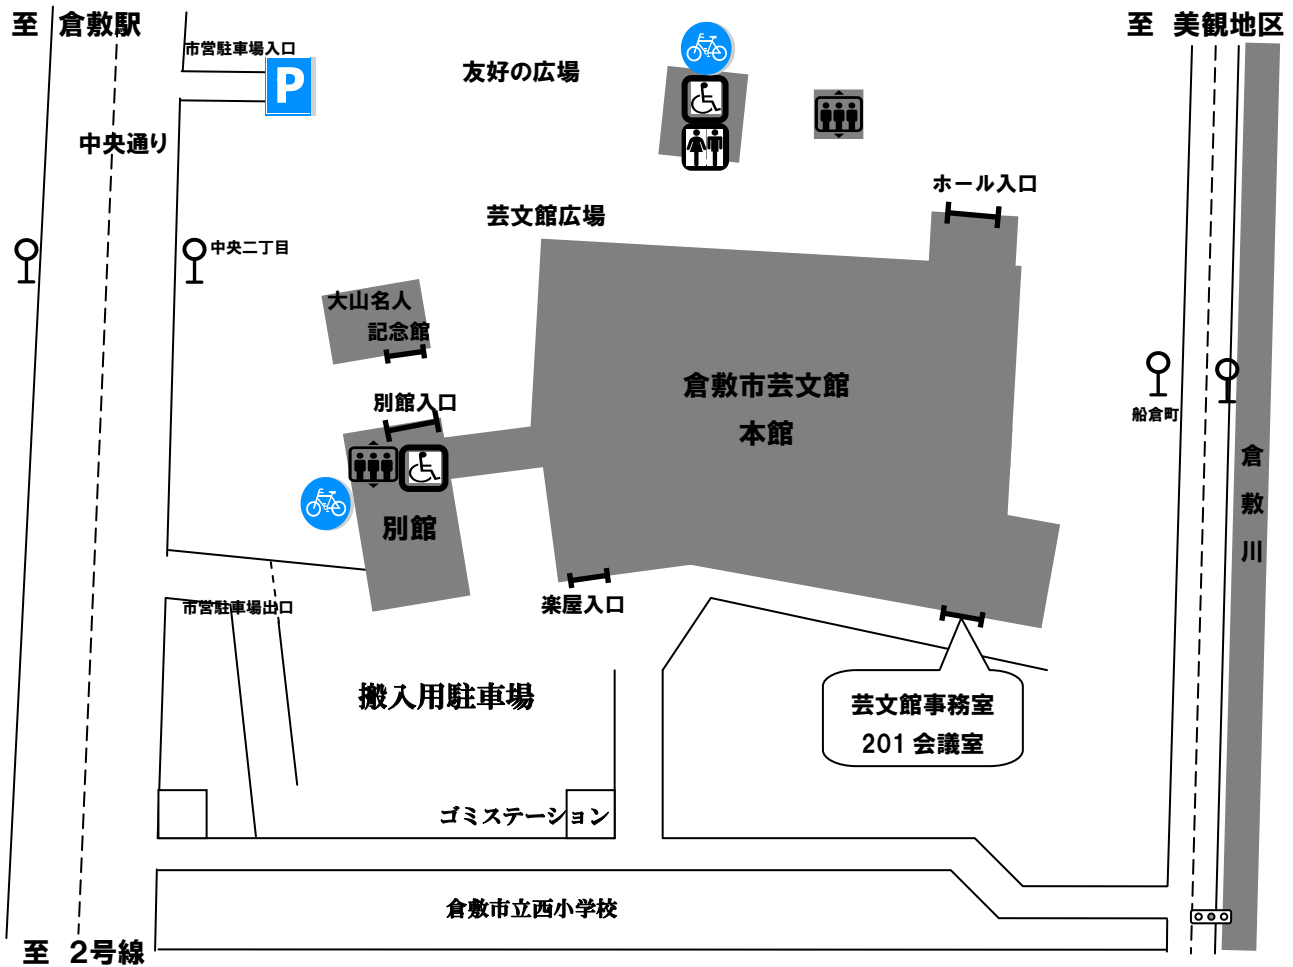 至　倉敷駅
至　美観地区
市営駐車場入口
P
友好の広場
中央通り
ホール入口
芸文館広場
中央二丁目
大山名人
記念館
倉敷市芸文館
本館
別館入口
船倉町
倉敷川
別館
楽屋入口
市営駐車場出口
搬入用駐車場
芸文館事務室
201 会議室
ゴミステーション
倉敷市立西小学校
至　2号線